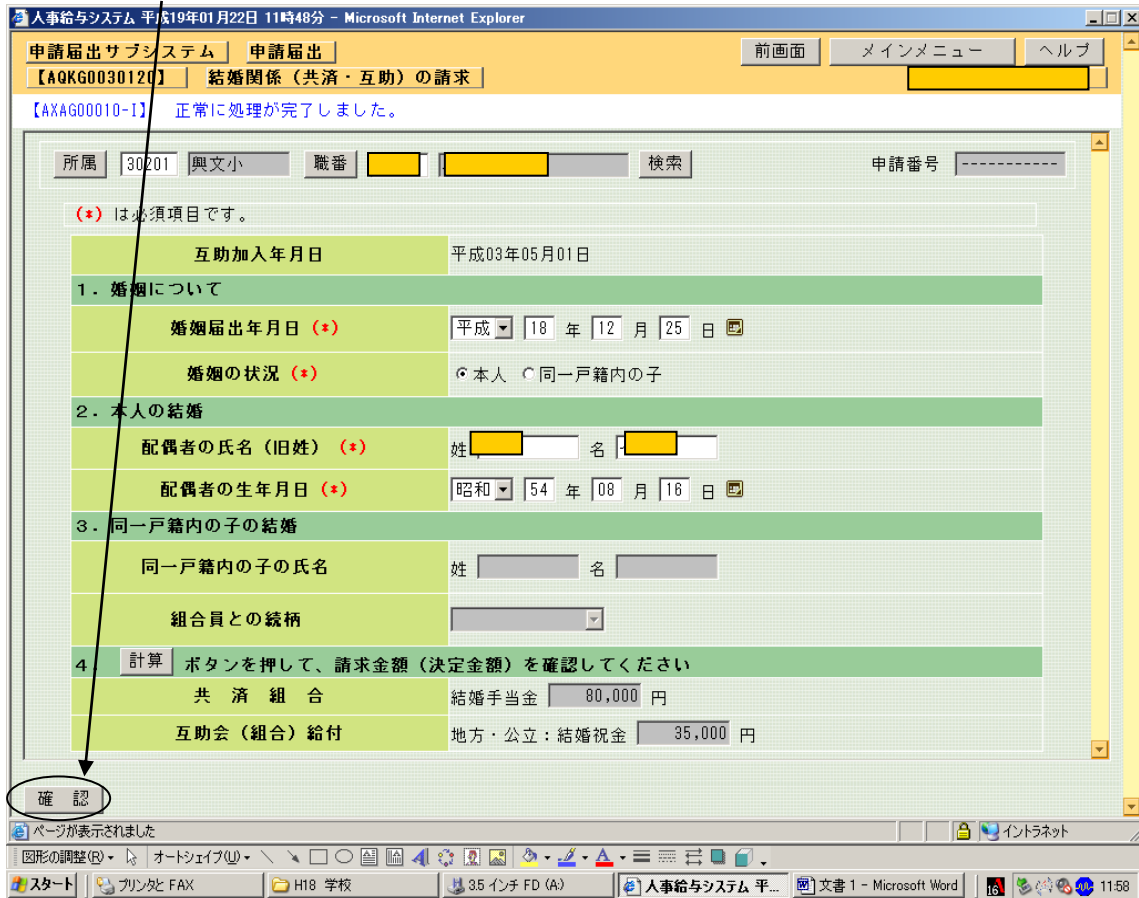 人事給与システム 平成19年01月22日 11時48分 - Microsoft Internet Explorer
申請届出サブシステム 申請届出 前画面 メインメニュー ヘルプ
【AQKG0030120】 結婚関係（共済・互助）の請求
【AXAG00010-I】 正常に処理が完了しました。
所属 30201 興文小 職番 検索 申請番号 -----------
(*) は必須項目です。
互助加入年月日 平成03年05月01日
1．婚姻について
婚姻届出年月日 (*) 平成 18 年 12 月 25 日
婚姻の状況 (*) 本人 同一戸籍内の子
2．本人の結婚
配偶者の氏名（旧姓） (*) 姓 名
配偶者の生年月日 (*) 昭和 54 年 08 月 16 日
3．同一戸籍内の子の結婚
同一戸籍内の子の氏名 姓 名
組合員との続柄
4． 計算 ボタンを押して、請求金額（決定金額）を確認してください
共 済 組 合 結婚手当金 80,000 円
互助会（組合）給付 地方・公立：結婚祝金 35,000 円
確 認
ページが表示されました イントラネット
図形の調整(R) オートシェイプ(U)
スタート プリンタと FAX H18 学校 3.5 インチ FD (A:) 人事給与システム 平... 文書 1 - Microsoft Word 16 11:58